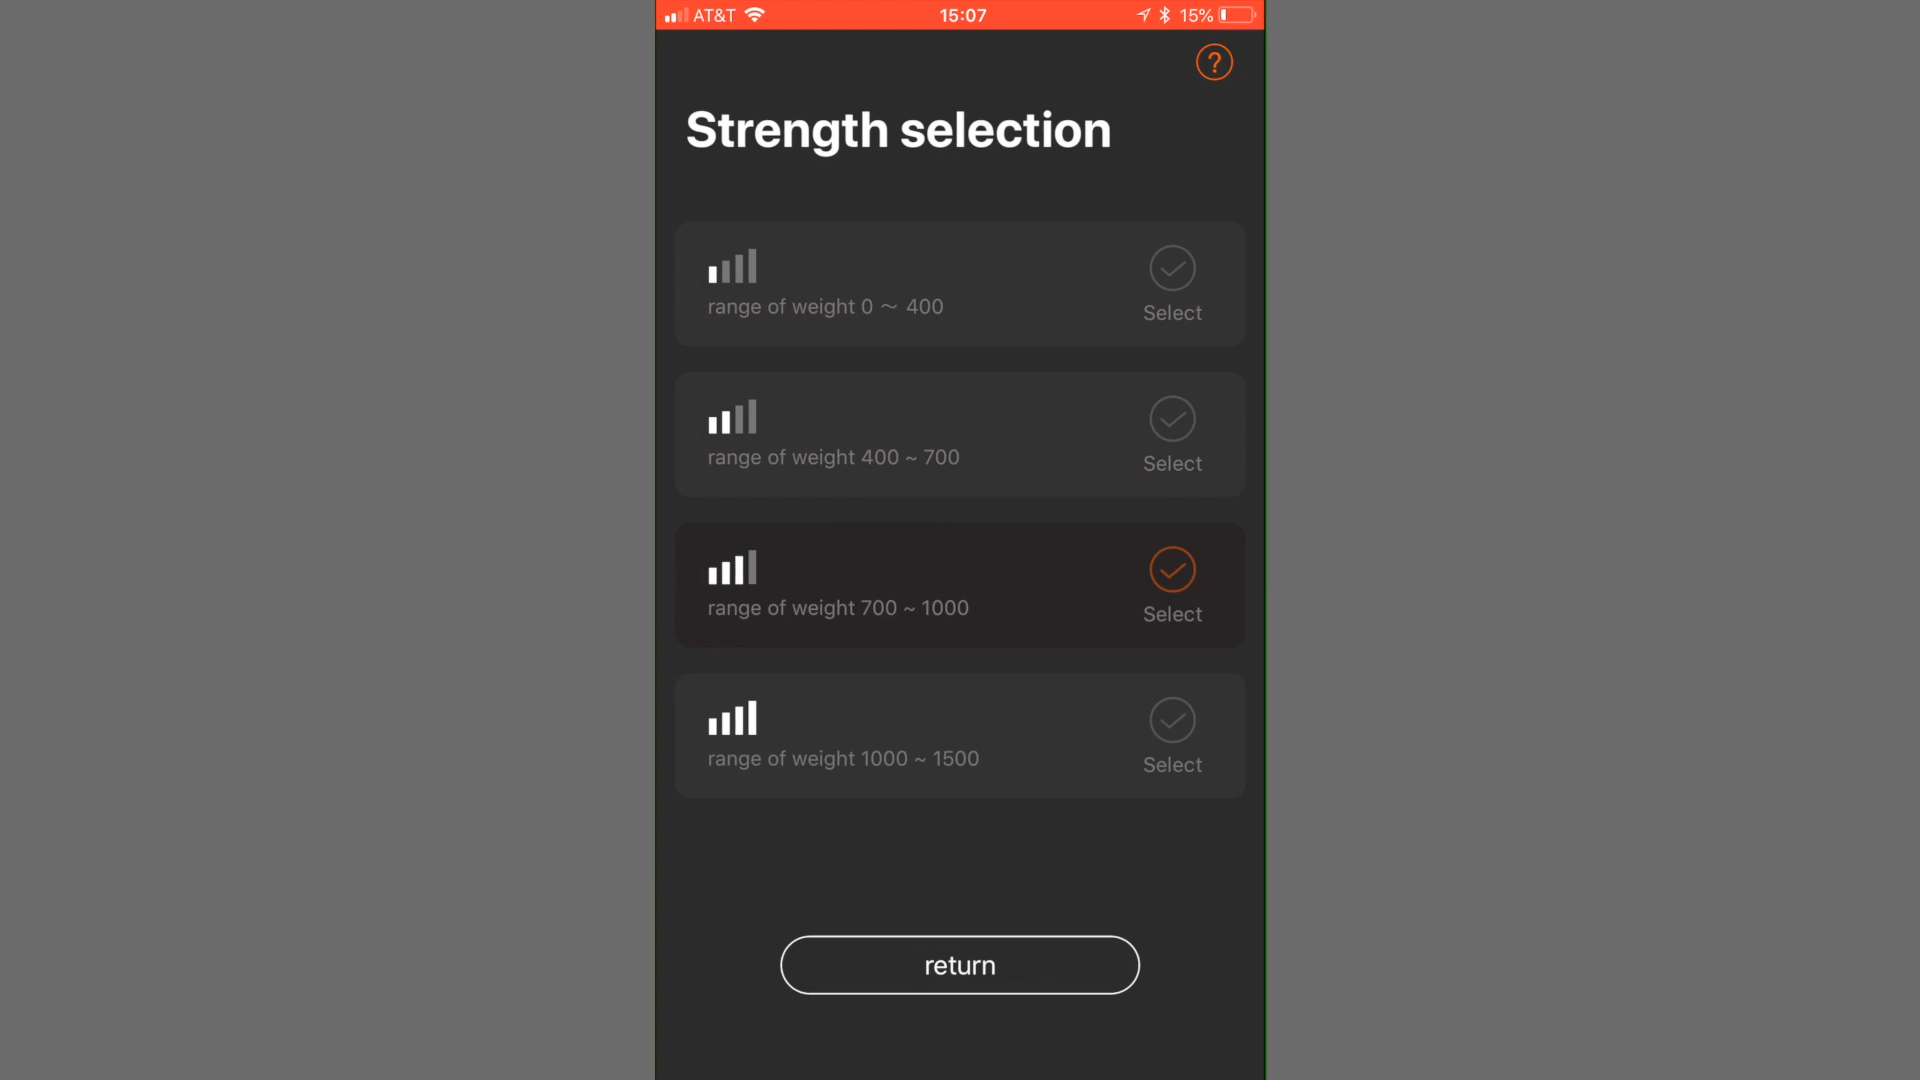 AT&T 15:07 15%
?
Strength selection
range of weight 0 ～ 400
Select
range of weight 400 ~ 700
Select
range of weight 700 ~ 1000
Select
range of weight 1000 ~ 1500
Select
return